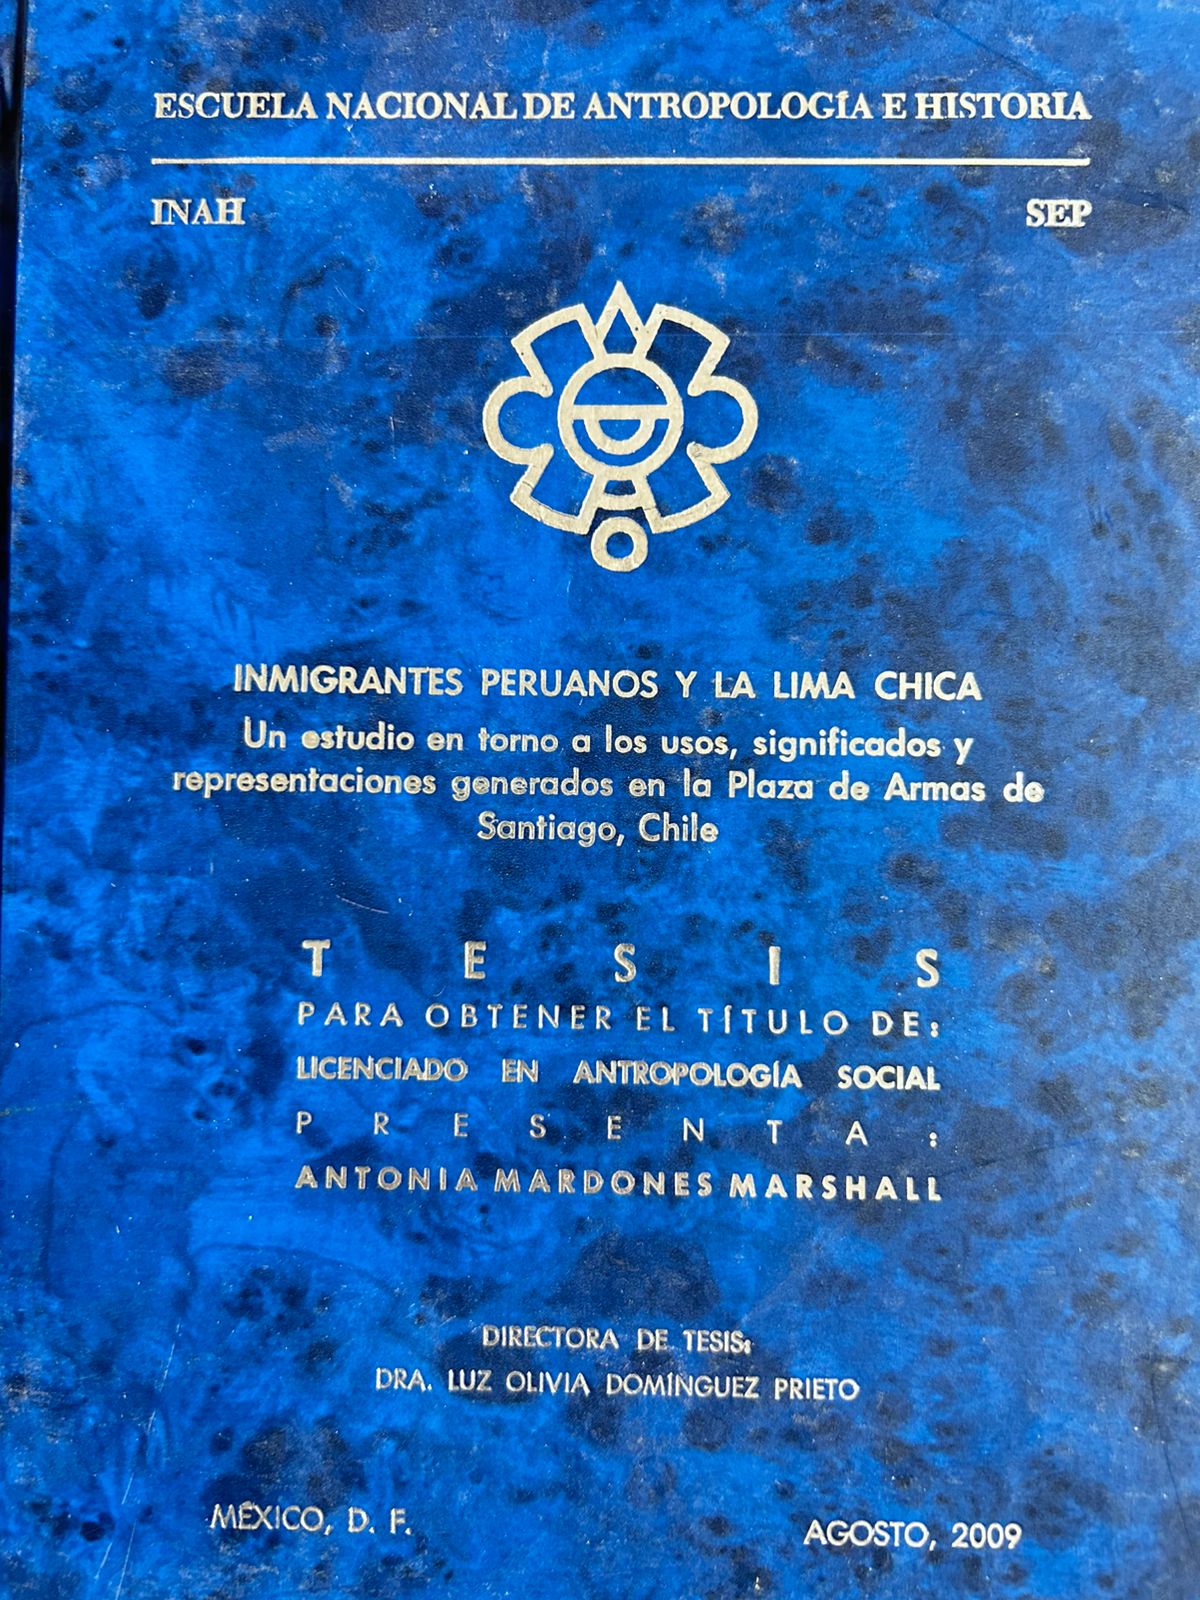 ESCUELA NACIONAL DE ANTROPOLOGÍA E HISTORIA
INAH SEP
INMIGRANTES PERUANOS Y LA LIMA CHICA
Un estudio en torno a los usos, significados y
representaciones generados en la Plaza de Armas de
Santiago, Chile
T E S I S
PARA OBTENER EL TÍTULO DE:
LICENCIADO EN ANTROPOLOGÍA SOCIAL
P R E S E N T A :
ANTONIA MARDONES MARSHALL
DIRECTORA DE TESIS:
DRA. LUZ OLIVIA DOMÍNGUEZ PRIETO
MÉXICO, D. F. AGOSTO, 2009